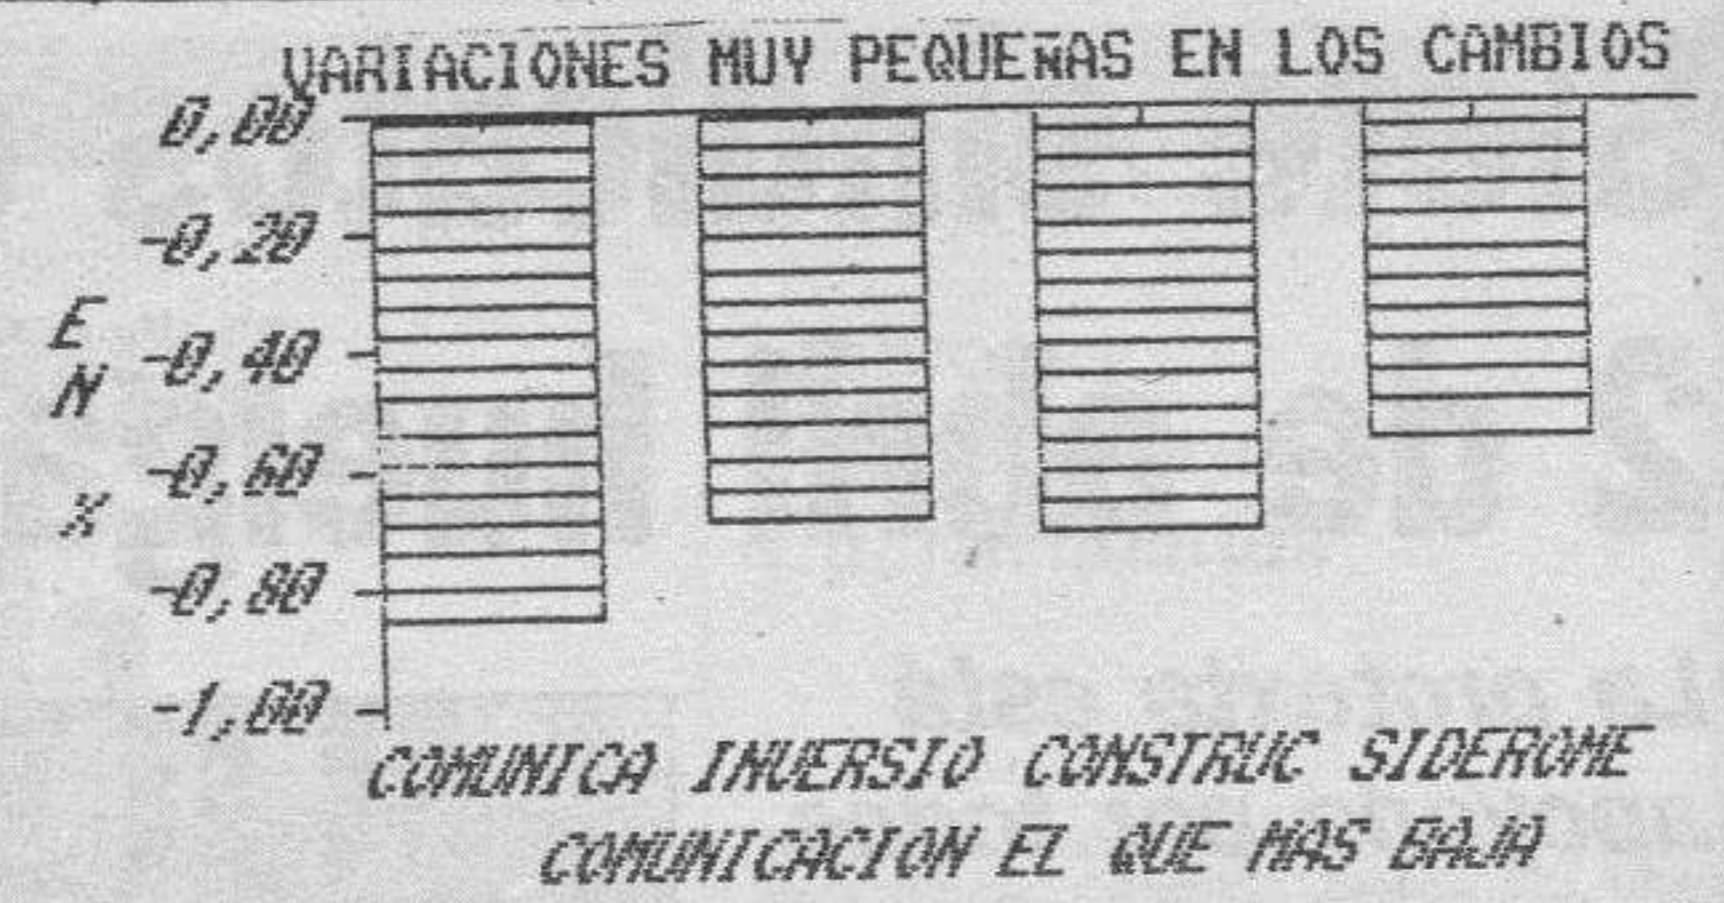 VARIACIONES MUY PEQUEÑAS EN LOS CAMBIOS
0,00
-0,20
-0,40
-0,60
-0,80
-1,00
EN %
COMUNICA INVERSIO CONSTRUC SIDEROME
COMUNICACION EL QUE MAS BAJA